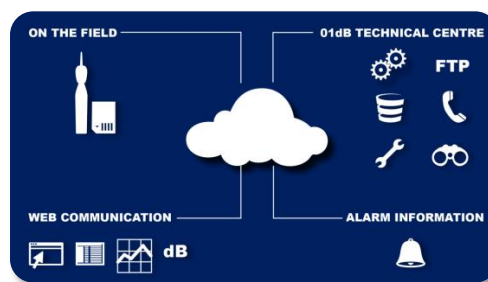 ON THE FIELD
01dB TECHNICAL CENTRE
FTP
WEB COMMUNICATION
dB
ALARM INFORMATION